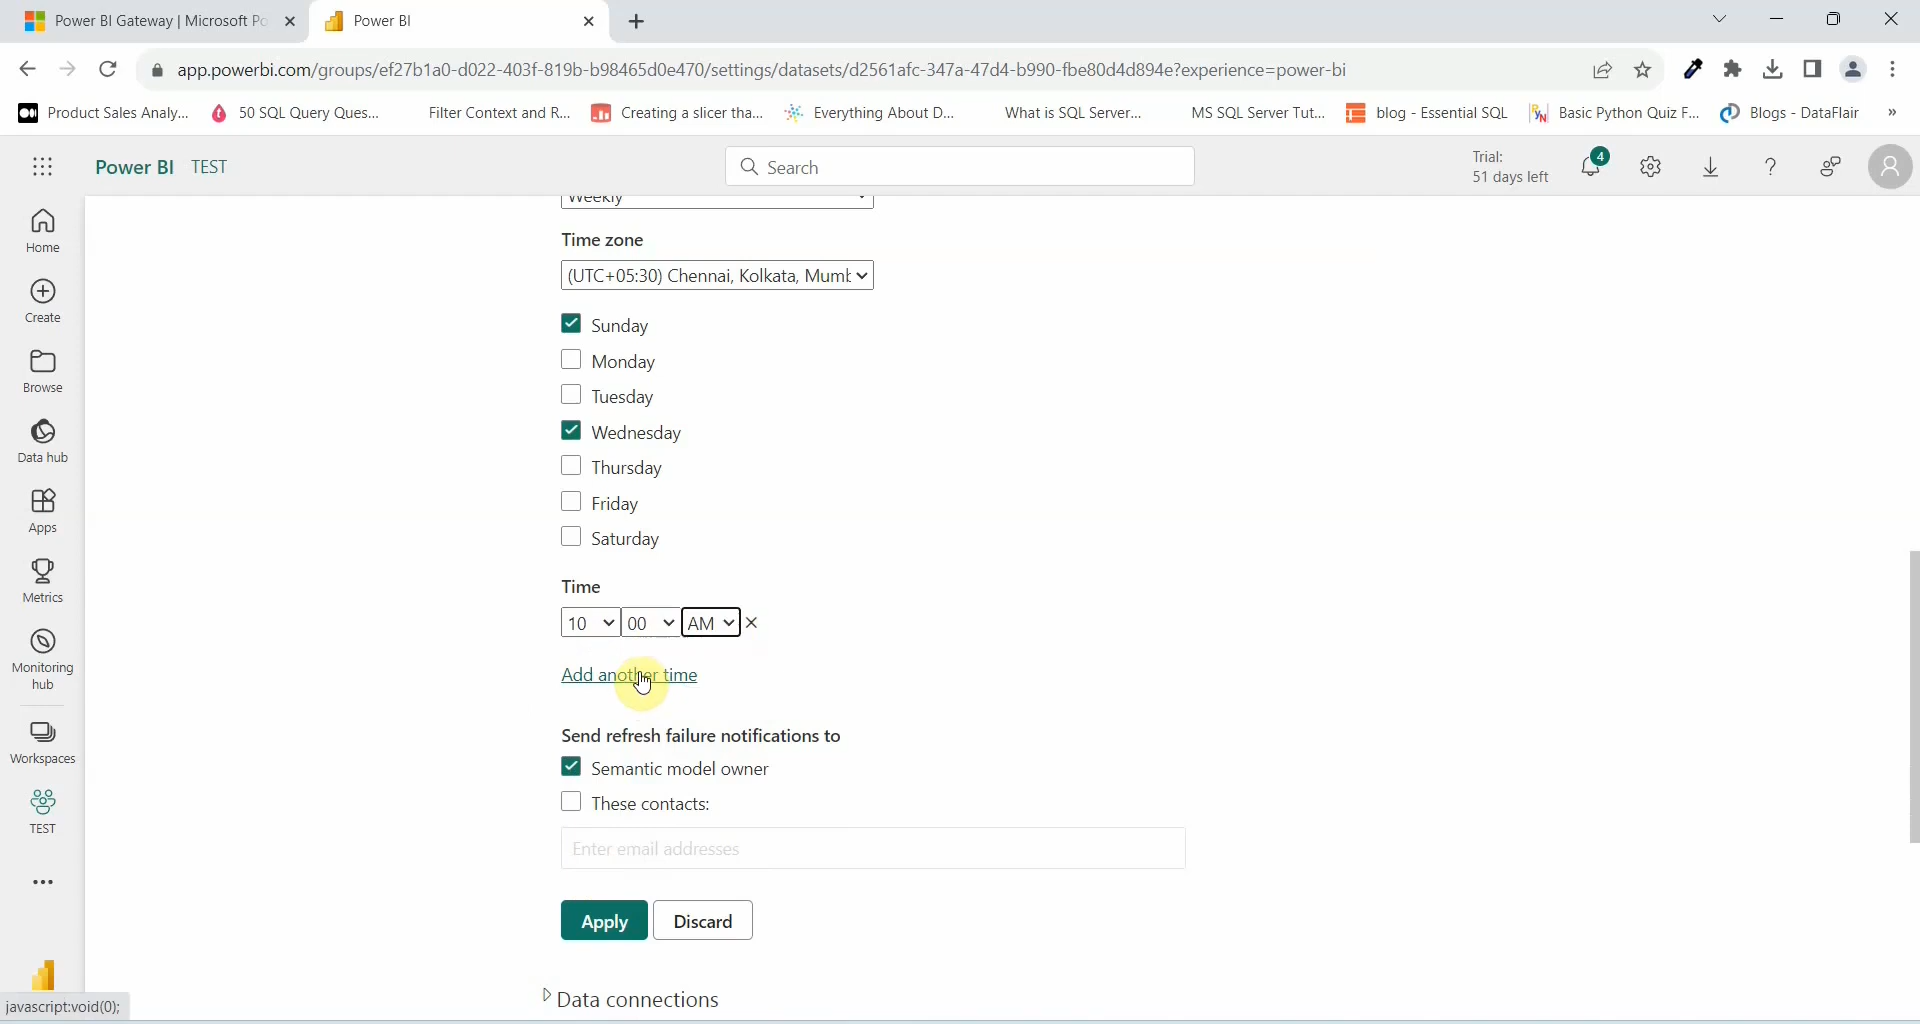 Power BI Gateway | Microsoft Po
Power BI
app.powerbi.com/groups/ef27b1a0-d022-403f-819b-b98465d0e470/settings/datasets/d2561afc-347a-47d4-b990-fbe80d4d894e?experience=power-bi
Product Sales Analy... 50 SQL Query Ques... Filter Context and R... Creating a slicer tha... Everything About D... What is SQL Server... MS SQL Server Tut... blog - Essential SQL Basic Python Quiz F... Blogs - DataFlair »
Power BI TEST Search Trial: 4
51 days left
Home
Create
Browse
Data hub
Apps
Metrics
Monitoring
hub
Workspaces
TEST
Weekly
Time zone
(UTC+05:30) Chennai, Kolkata, Mumb
Sunday
Monday
Tuesday
Wednesday
Thursday
Friday
Saturday
Time
10 00 AM
Add another time
Send refresh failure notifications to
Semantic model owner
These contacts:
Enter email addresses
Apply Discard
Data connections
javascript:void(0);